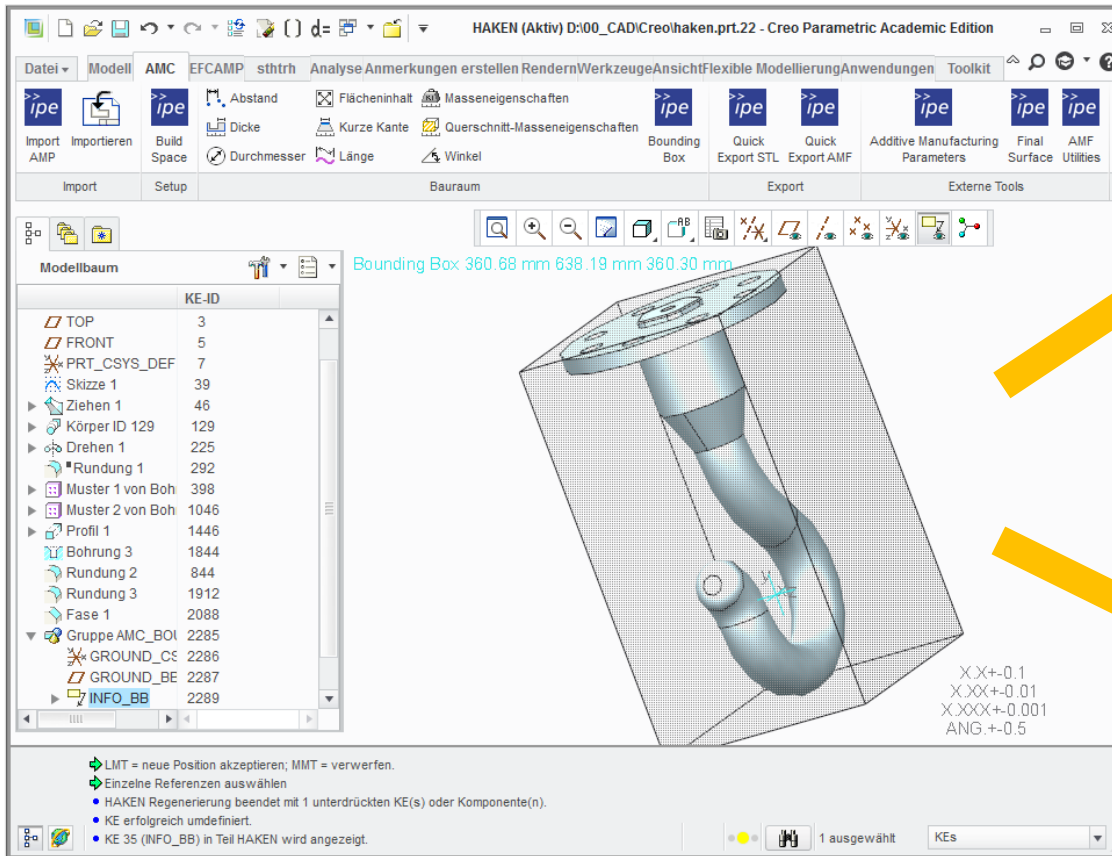 d= HAKEN (Aktiv) D:\00_CAD\Creo\haken.prt.22 - Creo Parametric Academic Edition
Datei Modell AMC EFCAMP sthtrh Analyse Anmerkungen erstellen Rendern Werkzeuge Ansicht Flexible Modellierung Anwendungen Toolkit
>>ipe Import AMP
Importieren
Import
>>ipe Build Space
Setup
Abstand
Dicke
Durchmesser
Flächeninhalt
Kurze Kante
Länge
Masseneigenschaften
Querschnitt-Masseneigenschaften
Winkel
>>ipe Bounding Box
Bauraum
>>ipe Quick Export STL
>>ipe Quick Export AMF
Export
>>ipe Additive Manufacturing Parameters
>>ipe Final Surface
>>ipe AMF Utilities
Externe Tools
Modellbaum
KE-ID
TOP 3
FRONT 5
PRT_CSYS_DEF 7
Skizze 1 39
Ziehen 1 46
Körper ID 129 129
Drehen 1 225
Rundung 1 292
Muster 1 von Boh 398
Muster 2 von Boh 1046
Profil 1 1446
Bohrung 3 1844
Rundung 2 844
Rundung 3 1912
Fase 1 2088
Gruppe AMC_BOU 2285
GROUND_CS 2286
GROUND_BE 2287
INFO_BB 2289
Bounding Box 360.68 mm 638.19 mm 360.30 mm
X.X+-0.1
X.XX+-0.01
X.XXX+-0.001
ANG.+-0.5
LMT = neue Position akzeptieren; MMT = verwerfen.
Einzelne Referenzen auswählen
• HAKEN Regenerierung beendet mit 1 unterdrückten KE(s) oder Komponente(n).
• KE erfolgreich umdefiniert.
• KE 35 (INFO_BB) in Teil HAKEN wird angezeigt.
1 ausgewählt
KEs